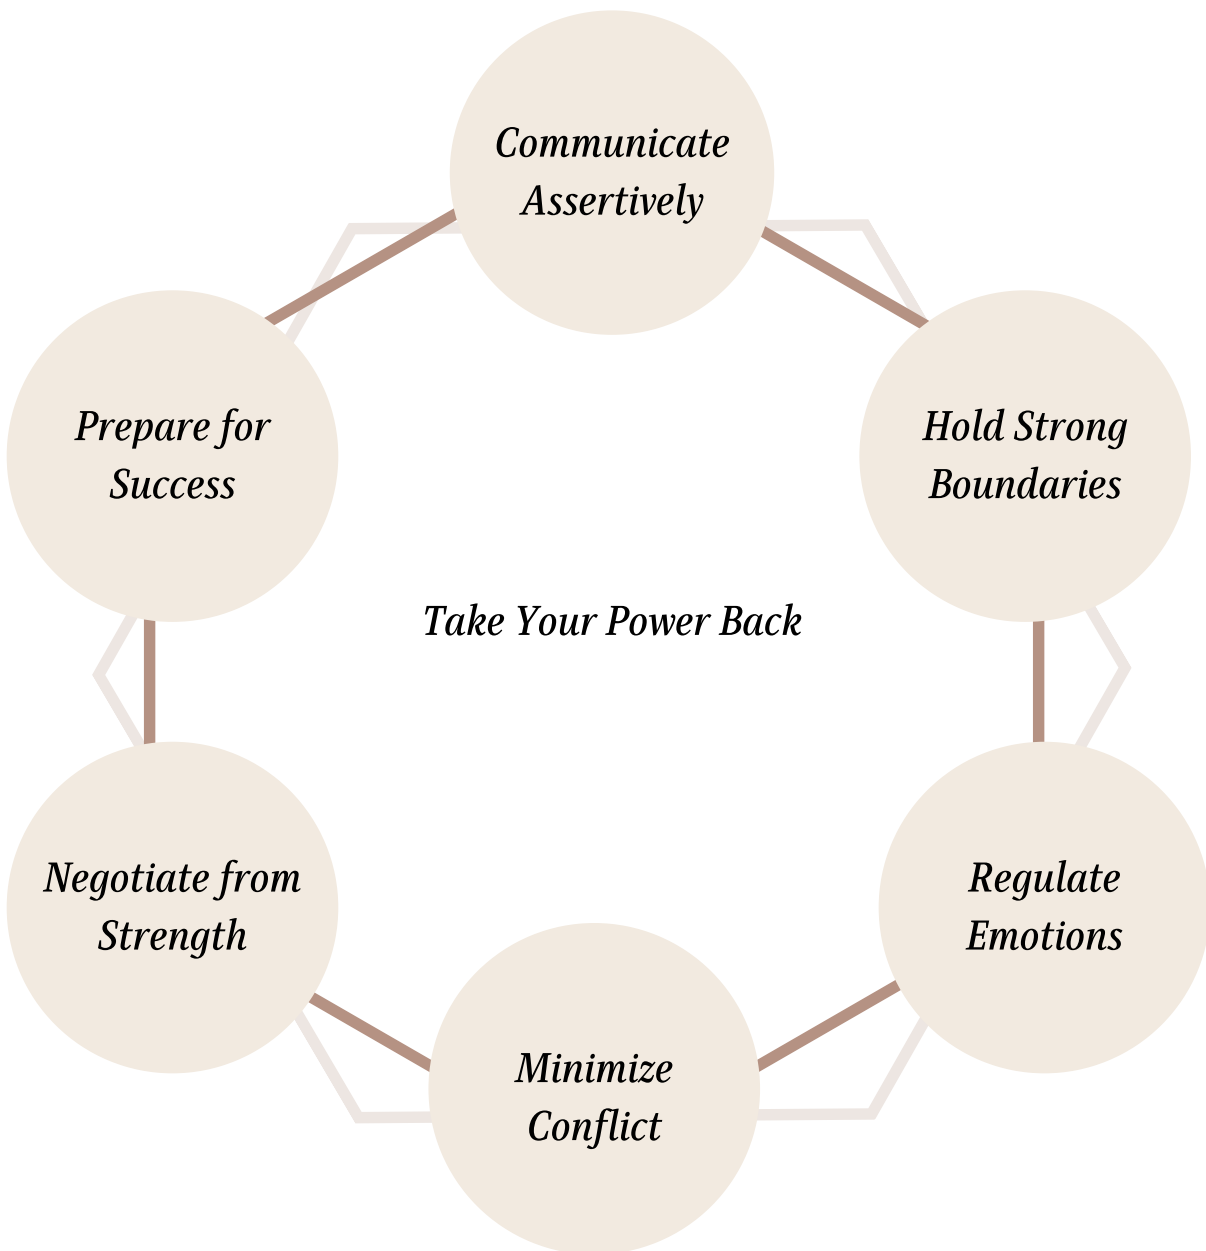 Communicate
Assertively
Prepare for
Success
Hold Strong
Boundaries
Take Your Power Back
Negotiate from
Strength
Regulate
Emotions
Minimize
Conflict